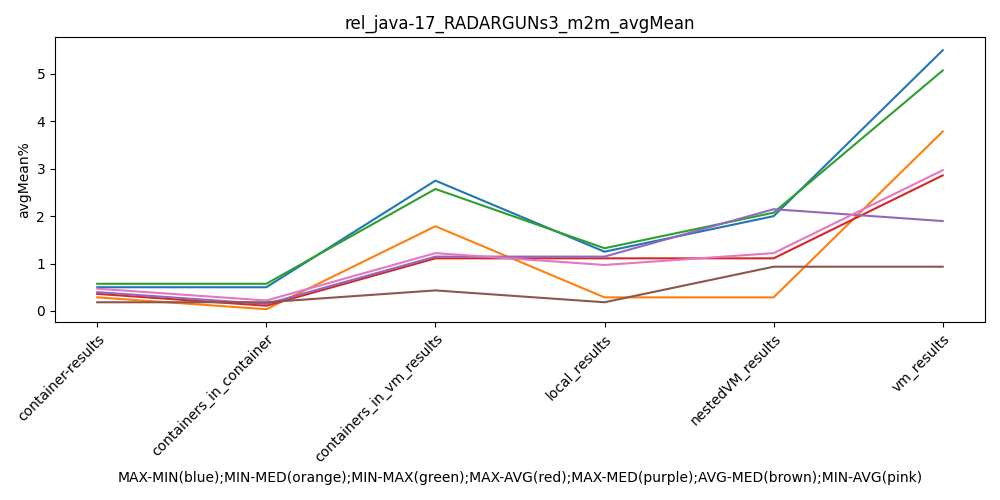 rel_java-17_RADARGUNs3_m2m_avgMean
avgMean%
5
4
3
2
1
0
container-results
containers_in_container
containers_in_vm_results
local_results
nestedVM_results
vm_results
MAX-MIN(blue);MIN-MED(orange);MIN-MAX(green);MAX-AVG(red);MAX-MED(purple);AVG-MED(brown);MIN-AVG(pink)